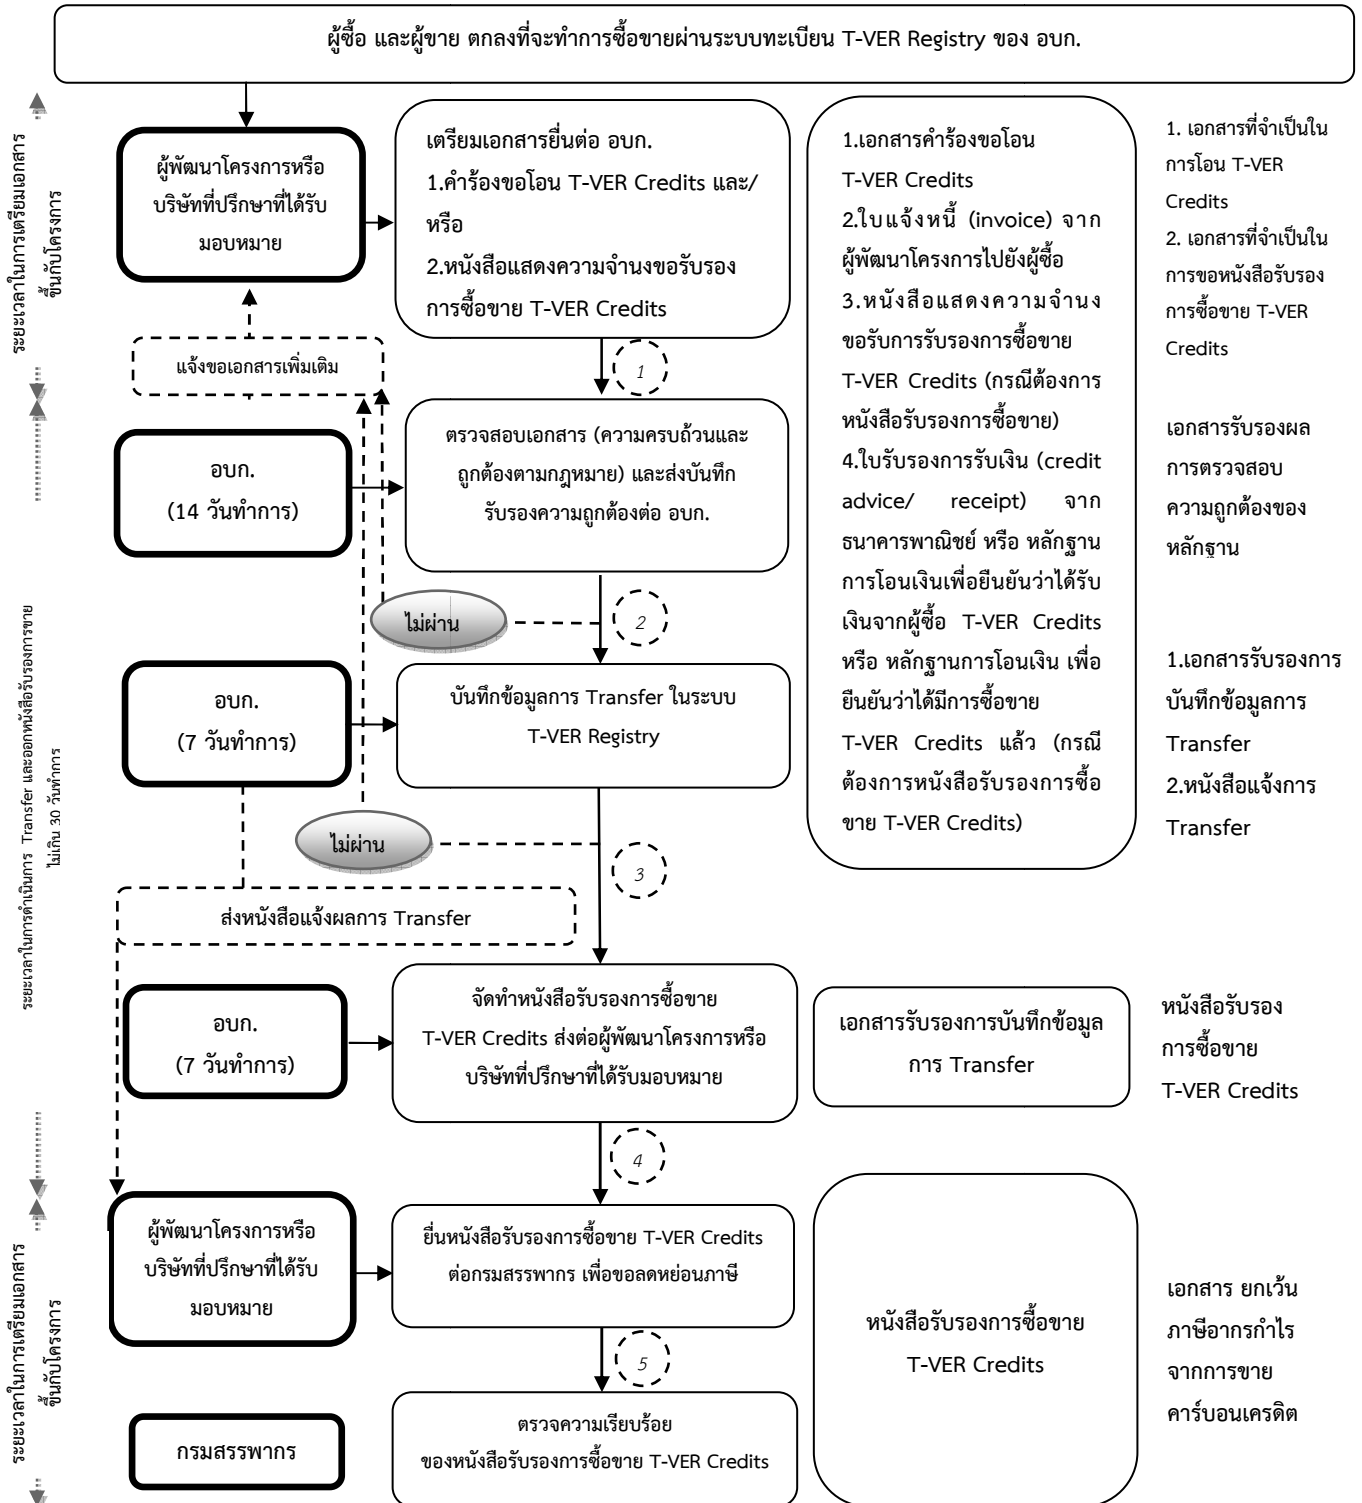 ผู้ซื้อ และผู้ขาย ตกลงที่จะทำการซื้อขายผ่านระบบทะเบียน T-VER Registry ของ อบก.
ระยะเวลาในการเตรียมเอกสาร
ขึ้นกับโครงการ
ผู้พัฒนาโครงการหรือ
บริษัทที่ปรึกษาที่ได้รับ
มอบหมาย
เตรียมเอกสารยื่นต่อ อบก.
1.คำร้องขอโอน T-VER Credits และ/
หรือ
2.หนังสือแสดงความจำนงขอรับรอง
การซื้อขาย T-VER Credits
1.เอกสารคำร้องขอโอน
T-VER Credits
2.ใบแจ้งหนี้ (invoice) จาก
ผู้พัฒนาโครงการไปยังผู้ซื้อ
3.หนังสือแสดงความจำนง
ขอรับการรับรองการซื้อขาย
T-VER Credits (กรณีต้องการ
หนังสือรับรองการซื้อขาย)
4.ใบรับรองการรับเงิน (credit
advice/ receipt) จาก
ธนาคารพาณิชย์ หรือ หลักฐาน
การโอนเงินเพื่อยืนยันว่าได้รับ
เงินจากผู้ซื้อ T-VER Credits
หรือ หลักฐานการโอนเงิน เพื่อ
ยืนยันว่าได้มีการซื้อขาย
T-VER Credits แล้ว (กรณี
ต้องการหนังสือรับรองการซื้อ
ขาย T-VER Credits)
1. เอกสารที่จำเป็นใน
การโอน T-VER
Credits
2. เอกสารที่จำเป็นใน
การขอหนังสือรับรอง
การซื้อขาย T-VER
Credits
แจ้งขอเอกสารเพิ่มเติม
1
อบก.
(14 วันทำการ)
ตรวจสอบเอกสาร (ความครบถ้วนและ
ถูกต้องตามกฎหมาย) และส่งบันทึก
รับรองความถูกต้องต่อ อบก.
เอกสารรับรองผล
การตรวจสอบ
ความถูกต้องของ
หลักฐาน
ไม่ผ่าน
2
ระยะเวลาในการดำเนินการ Transfer และออกหนังสือรับรองการขาย
ไม่เกิน 30 วันทำการ
อบก.
(7 วันทำการ)
บันทึกข้อมูลการ Transfer ในระบบ
T-VER Registry
1.เอกสารรับรองการ
บันทึกข้อมูลการ
Transfer
2.หนังสือแจ้งการ
Transfer
ไม่ผ่าน
3
ส่งหนังสือแจ้งผลการ Transfer
อบก.
(7 วันทำการ)
จัดทำหนังสือรับรองการซื้อขาย
T-VER Credits ส่งต่อผู้พัฒนาโครงการหรือ
บริษัทที่ปรึกษาที่ได้รับมอบหมาย
เอกสารรับรองการบันทึกข้อมูล
การ Transfer
หนังสือรับรอง
การซื้อขาย
T-VER Credits
4
ระยะเวลาในการเตรียมเอกสาร
ขึ้นกับโครงการ
ผู้พัฒนาโครงการหรือ
บริษัทที่ปรึกษาที่ได้รับ
มอบหมาย
ยื่นหนังสือรับรองการซื้อขาย T-VER Credits
ต่อกรมสรรพากร เพื่อขอลดหย่อนภาษี
หนังสือรับรองการซื้อขาย
T-VER Credits
เอกสาร ยกเว้น
ภาษีอากรกำไร
จากการขาย
คาร์บอนเครดิต
5
กรมสรรพากร
ตรวจความเรียบร้อย
ของหนังสือรับรองการซื้อขาย T-VER Credits